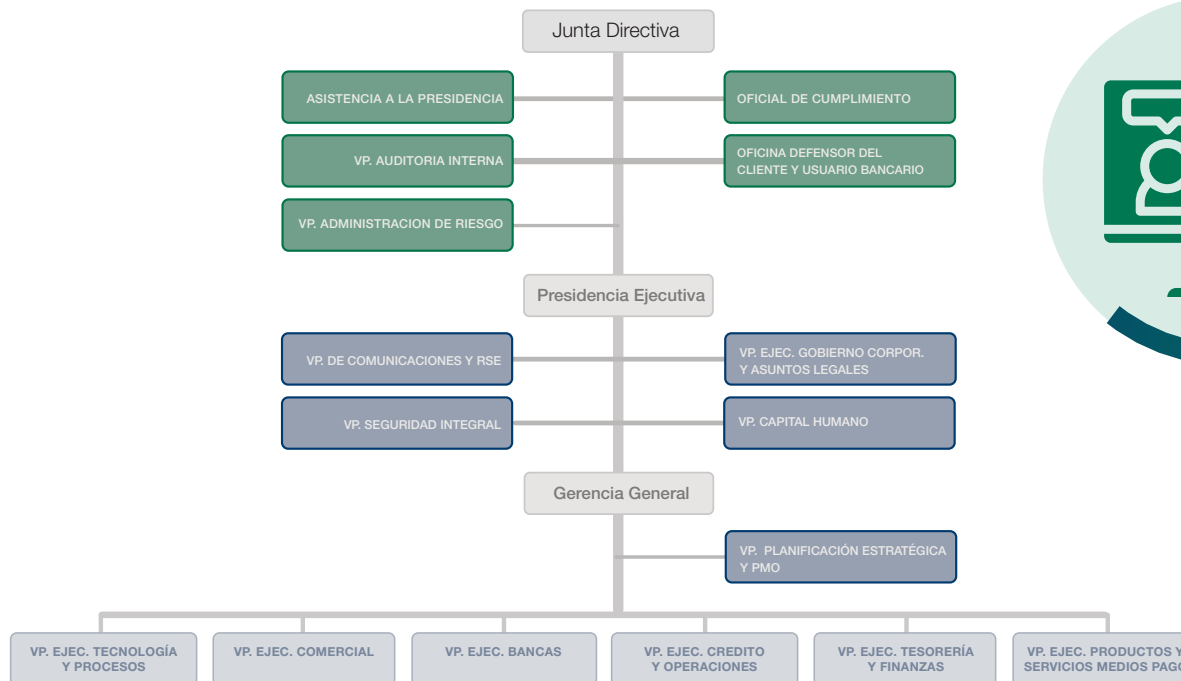 Junta Directiva
ASISTENCIA A LA PRESIDENCIA
OFICIAL DE CUMPLIMIENTO
VP. AUDITORIA INTERNA
OFICINA DEFENSOR DEL
CLIENTE Y USUARIO BANCARIO
VP. ADMINISTRACION DE RIESGO
Presidencia Ejecutiva
VP. DE COMUNICACIONES Y RSE
VP. EJEC. GOBIERNO CORPOR.
Y ASUNTOS LEGALES
VP. SEGURIDAD INTEGRAL
VP. CAPITAL HUMANO
Gerencia General
VP. PLANIFICACIÓN ESTRATÉGICA
Y PMO
VP. EJEC. TECNOLOGÍA
Y PROCESOS
VP. EJEC. COMERCIAL
VP. EJEC. BANCAS
VP. EJEC. CREDITO
Y OPERACIONES
VP. EJEC. TESORERÍA
Y FINANZAS
VP. EJEC. PRODUCTOS Y
SERVICIOS MEDIOS PAGO